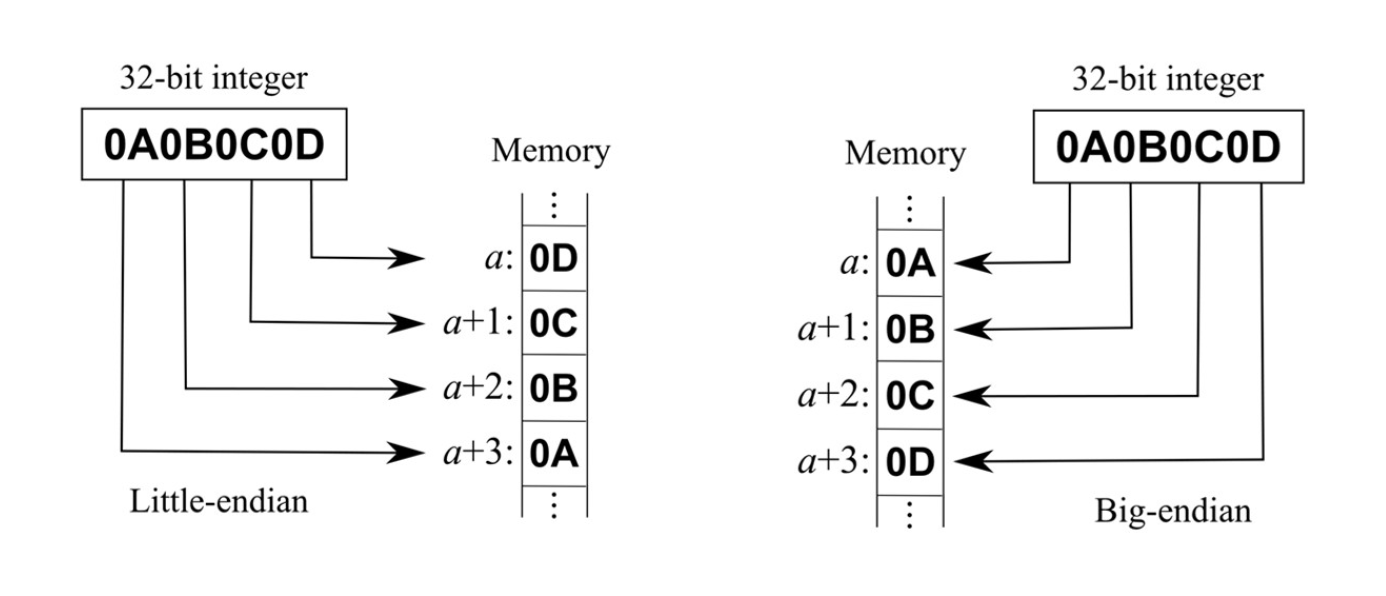 32-bit integer
0A0B0C0D
Memory
⋮
a: 0D
a+1: 0C
a+2: 0B
a+3: 0A
⋮
Little-endian
32-bit integer
0A0B0C0D
Memory
⋮
a: 0A
a+1: 0B
a+2: 0C
a+3: 0D
⋮
Big-endian